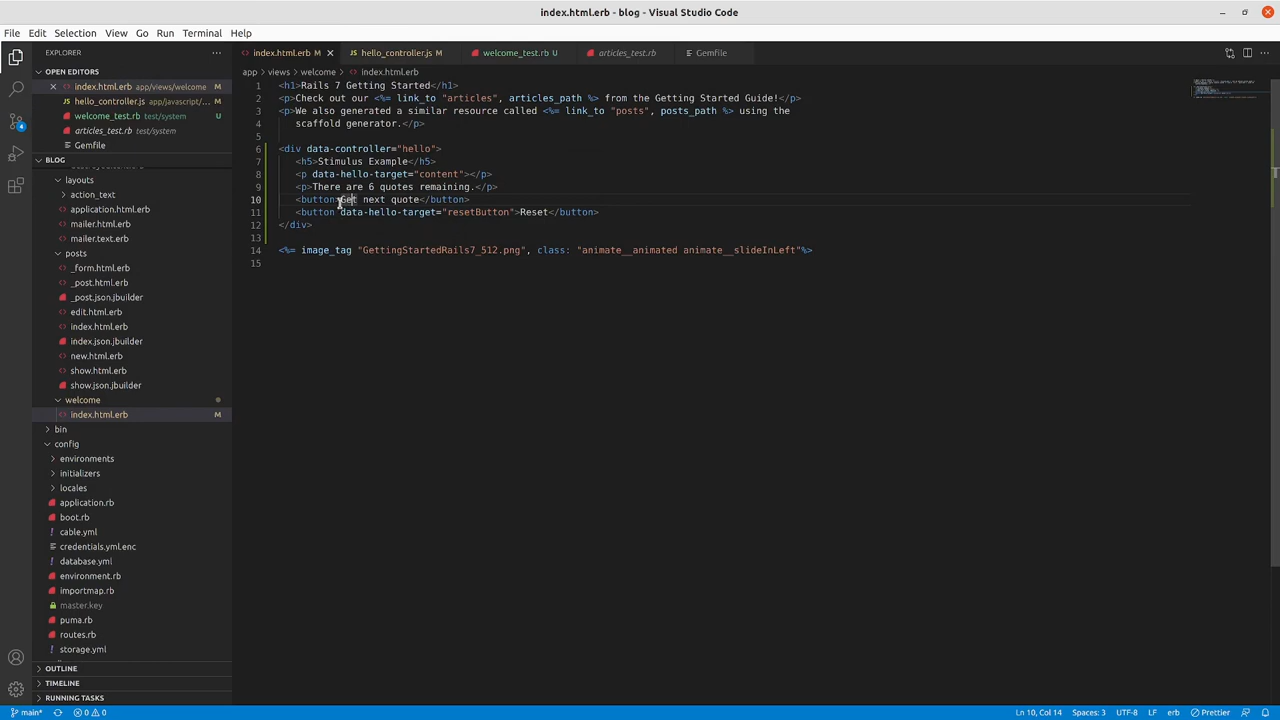 index.html.erb - blog - Visual Studio Code
File Edit Selection View Go Run Terminal Help
EXPLORER
index.html.erb M
hello_controller.js M
welcome_test.rb U
articles_test.rb
Gemfile
OPEN EDITORS
index.html.erb app/views/welcome M
hello_controller.js app/javascript/... M
welcome_test.rb test/system U
articles_test.rb test/system
Gemfile
BLOG
layouts
action_text
application.html.erb
mailer.html.erb
mailer.text.erb
posts
_form.html.erb
_post.html.erb
_post.json.jbuilder
edit.html.erb
index.html.erb
index.json.jbuilder
new.html.erb
show.html.erb
show.json.jbuilder
welcome
index.html.erb M
bin
config
environments
initializers
locales
application.rb
boot.rb
cable.yml
credentials.yml.enc
database.yml
environment.rb
importmap.rb
master.key
puma.rb
routes.rb
storage.yml
OUTLINE
TIMELINE
RUNNING TASKS
4
app > views > welcome > index.html.erb
1 <h1>Rails 7 Getting Started</h1>
2 <p>Check out our <%= link_to "articles", articles_path %> from the Getting Started Guide!</p>
3 <p>We also generated a similar resource called <%= link_to "posts", posts_path %> using the
4 scaffold generator.</p>
5
6 <div data-controller="hello">
7 <h5>Stimulus Example</h5>
8 <p data-hello-target="content"></p>
9 <p>There are 6 quotes remaining.</p>
10 <button>Get next quote</button>
11 <button data-hello-target="resetButton">Reset</button>
12 </div>
13
14 <%= image_tag "GettingStartedRails7_512.png", class: "animate__animated animate__slideInLeft"%>
15
main* 0 0 Ln 10, Col 14 Spaces: 3 UTF-8 LF erb Prettier